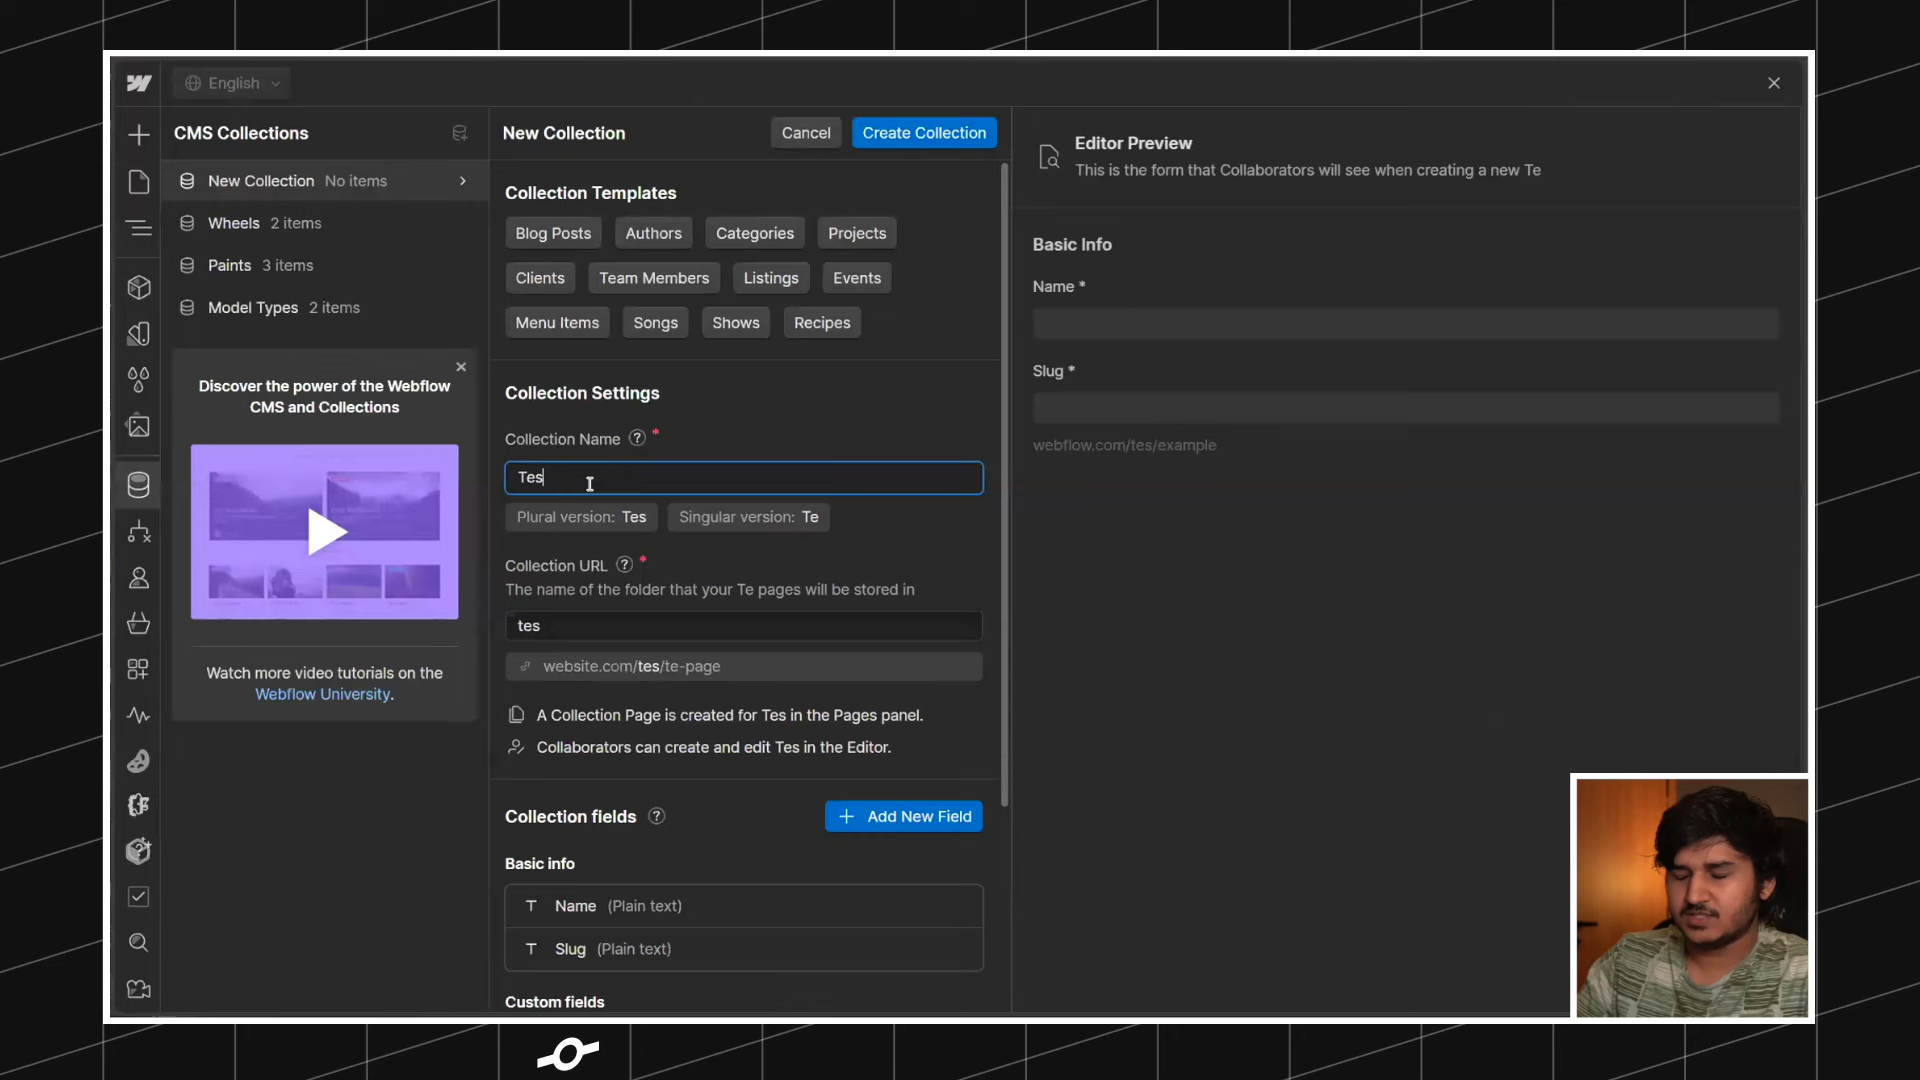 English
CMS Collections
New Collection No items
Wheels 2 items
Paints 3 items
Model Types 2 items
Discover the power of the Webflow
CMS and Collections
Watch more video tutorials on the
Webflow University.
New Collection
Cancel
Create Collection
Collection Templates
Blog Posts
Authors
Categories
Projects
Clients
Team Members
Listings
Events
Menu Items
Songs
Shows
Recipes
Collection Settings
Collection Name ? *
Tes
Plural version: Tes
Singular version: Te
Collection URL ? *
The name of the folder that your Te pages will be stored in
tes
website.com/tes/te-page
A Collection Page is created for Tes in the Pages panel.
Collaborators can create and edit Tes in the Editor.
Collection fields ?
+ Add New Field
Basic info
T Name (Plain text)
T Slug (Plain text)
Custom fields
Editor Preview
This is the form that Collaborators will see when creating a new Te
Basic Info
Name *
Slug *
webflow.com/tes/example